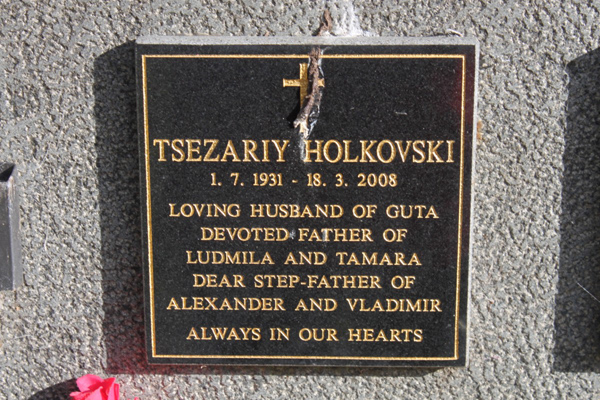 TSEZARIY HOLKOVSKI
1. 7. 1931 - 18. 3. 2008
LOVING HUSBAND OF GUTA
DEVOTED FATHER OF
LUDMILA AND TAMARA
DEAR STEP-FATHER OF
ALEXANDER AND VLADIMIR
ALWAYS IN OUR HEARTS